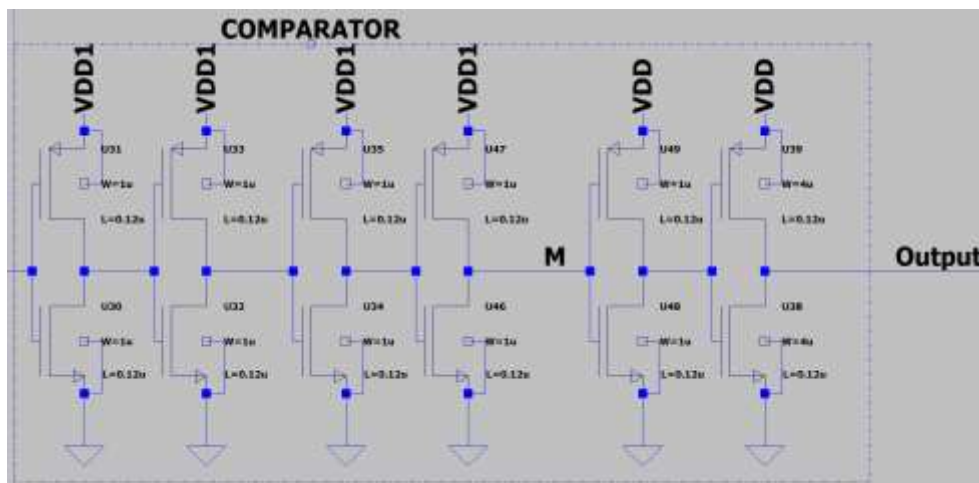 COMPARATOR
VDD1 VDD1 VDD1 VDD1 VDD VDD
U31 U33 U35 U47 U49 U39
W=1u W=1u W=1u W=1u W=1u W=4u
L=0.12u L=0.12u L=0.12u L=0.12u L=0.12u L=0.12u
M Output
U30 U32 U34 U46 U48 U38
W=1u W=1u W=1u W=1u W=1u W=4u
L=0.12u L=0.12u L=0.12u L=0.12u L=0.12u L=0.12u